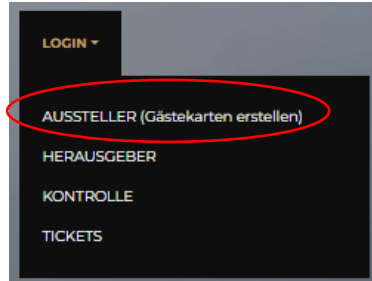 LOGIN
AUSSTELLER (Gästekarten erstellen)
HERAUSGEBER
KONTROLLE
TICKETS